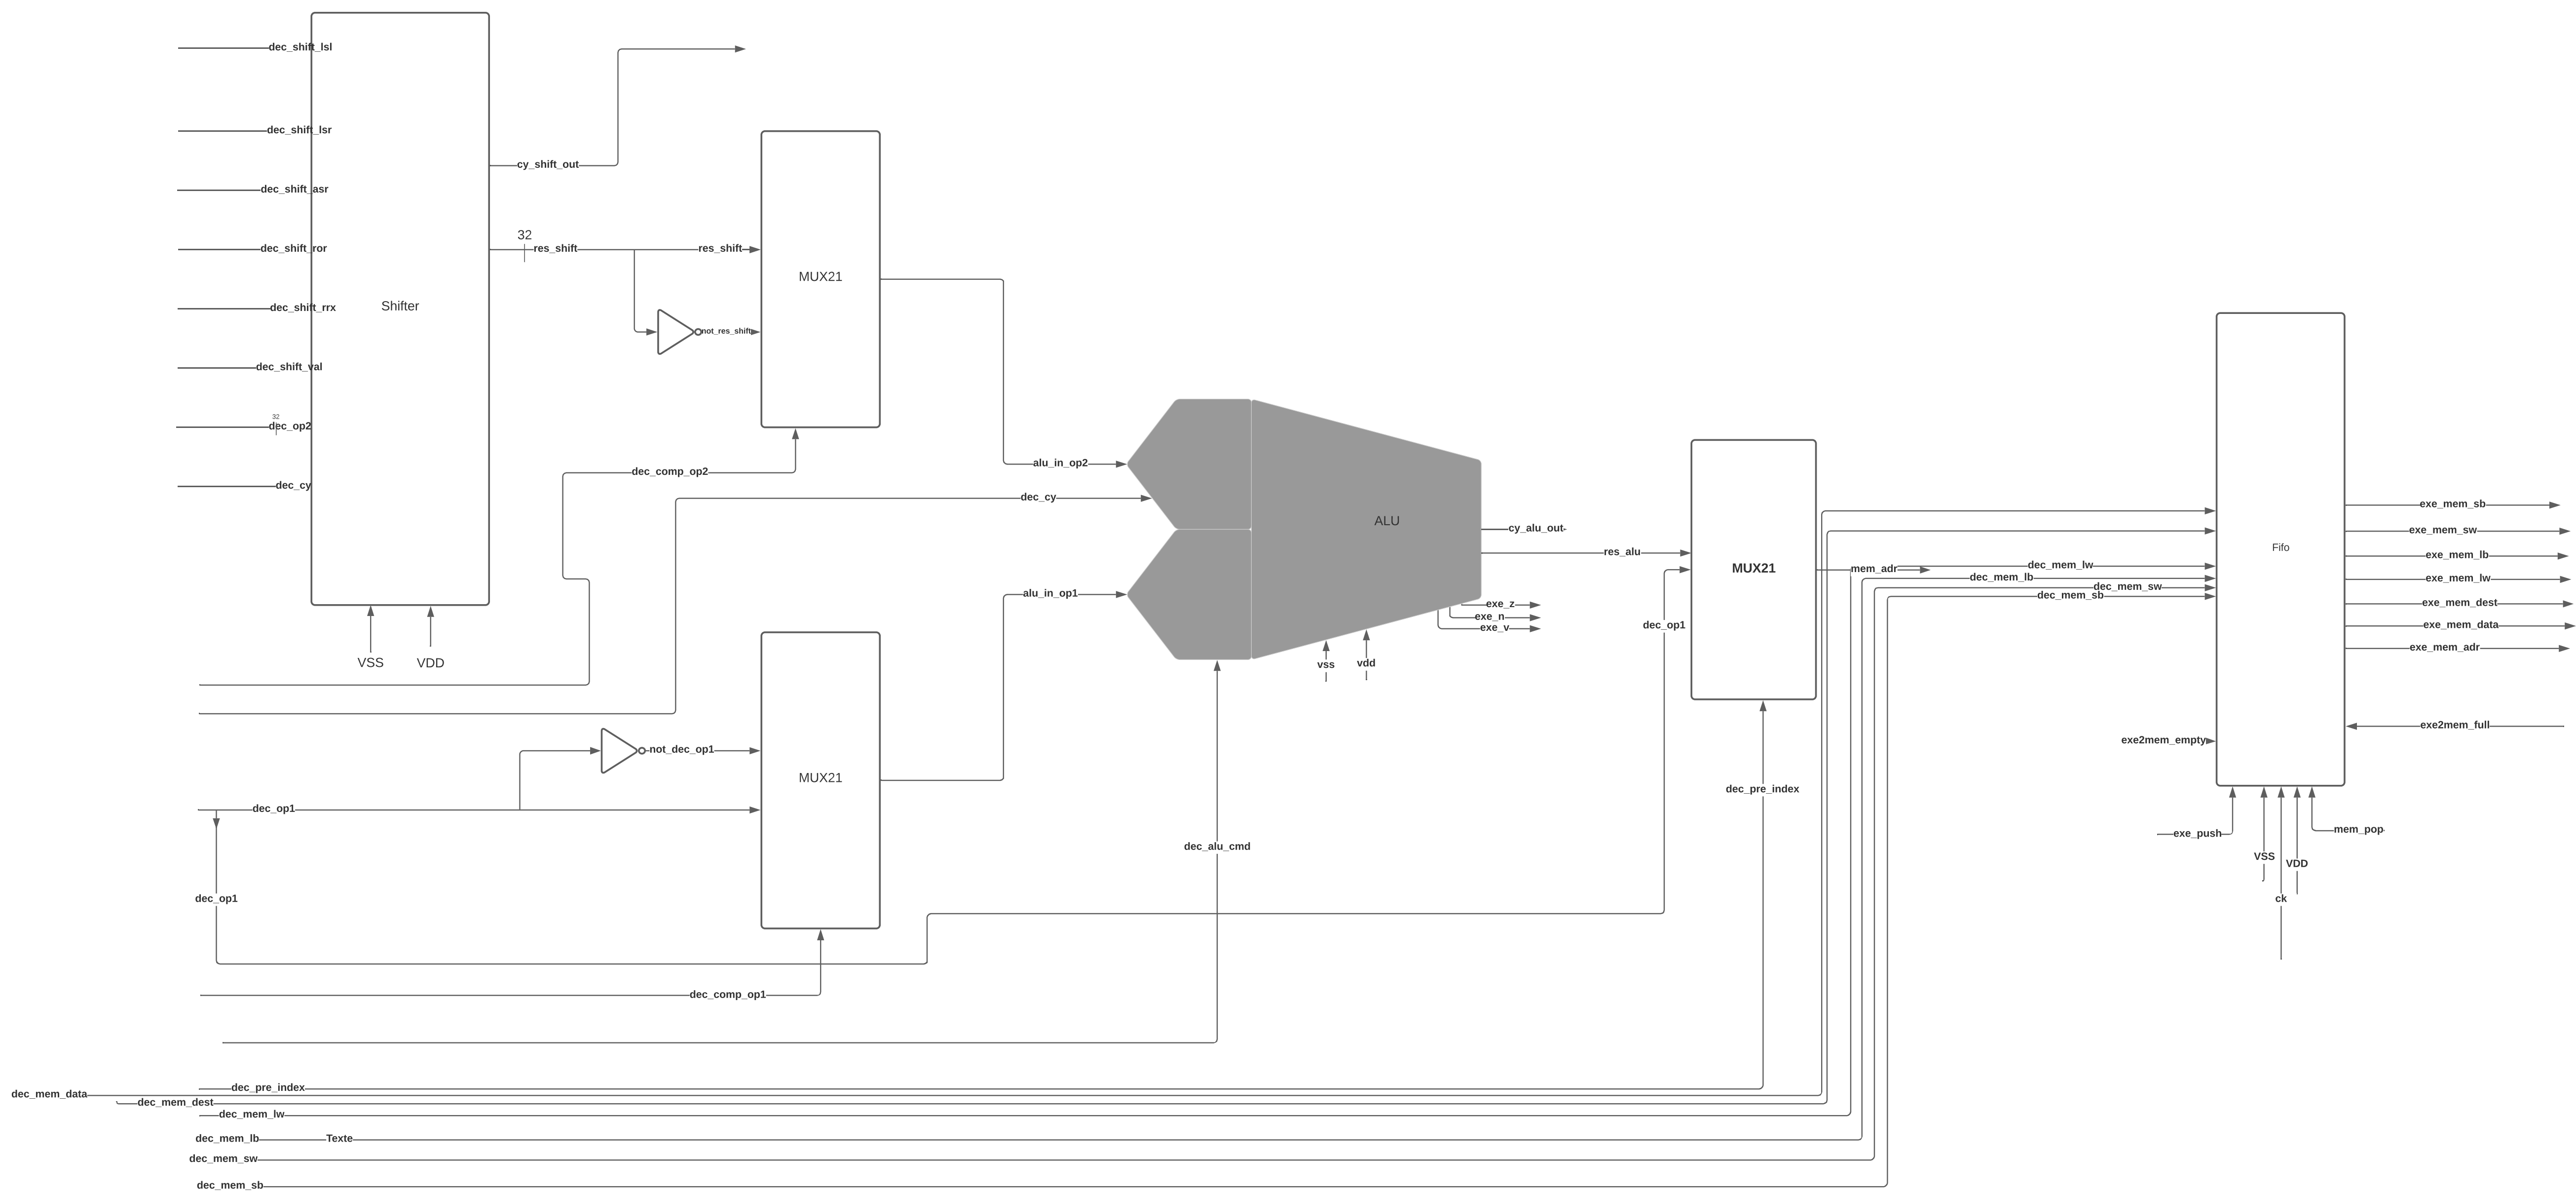 dec_shift_lsl
dec_shift_lsr
dec_shift_asr
dec_shift_ror
dec_shift_rrx
dec_shift_val
32
dec_op2
dec_cy
Shifter
VSS
VDD
cy_shift_out
32
res_shift
res_shift
not_res_shift
MUX21
dec_comp_op2
dec_cy
alu_in_op2
alu_in_op1
not_dec_op1
dec_op1
dec_op1
MUX21
dec_comp_op1
dec_alu_cmd
ALU
cy_alu_out
res_alu
exe_z
exe_n
exe_v
vss
vdd
dec_op1
MUX21
mem_adr
dec_pre_index
dec_mem_lw
dec_mem_lb
dec_mem_sw
dec_mem_sb
Fifo
exe_mem_sb
exe_mem_sw
exe_mem_lb
exe_mem_lw
exe_mem_dest
exe_mem_data
exe_mem_adr
exe2mem_full
exe2mem_empty
exe_push
VSS
VDD
ck
mem_pop
dec_pre_index
dec_mem_data
dec_mem_dest
dec_mem_lw
dec_mem_lb
Texte
dec_mem_sw
dec_mem_sb